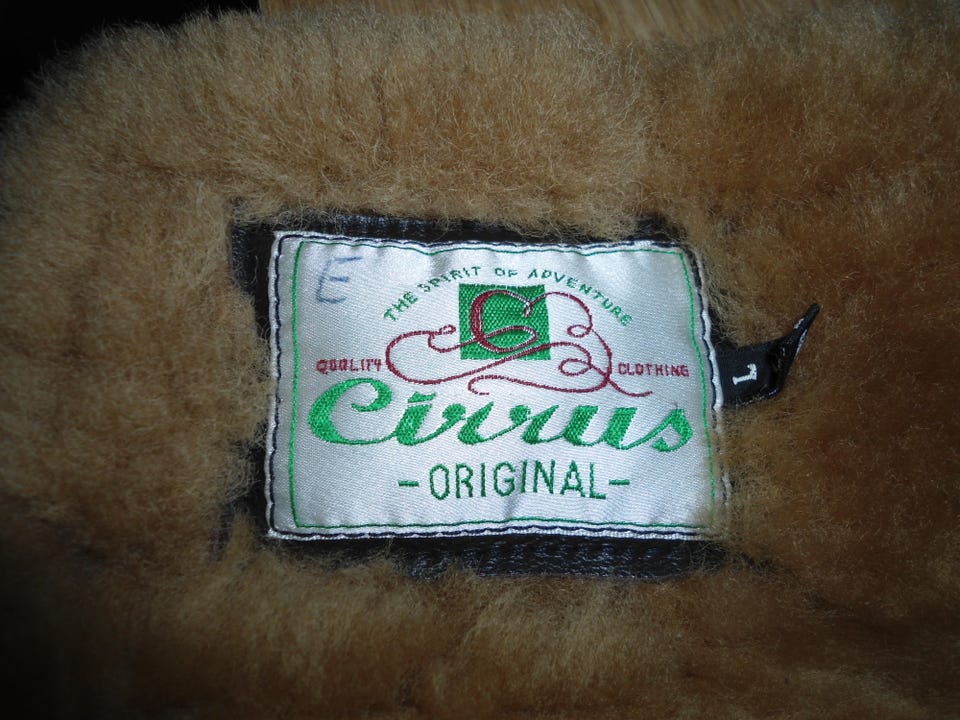 E
THE SPIRIT OF ADVENTURE
C
QUALITY CLOTHING
Cirrus
-ORIGINAL-
L